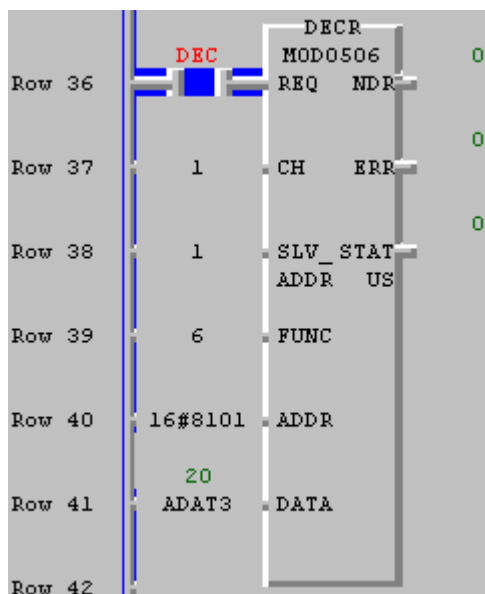 DECR
DEC MOD0506 0
Row 36 REQ NDR
0
Row 37 1 CH ERR
0
Row 38 1 SLV_ STAT
ADDR US
Row 39 6 FUNC
Row 40 16#8101 ADDR
20
Row 41 ADAT3 DATA
Row 42